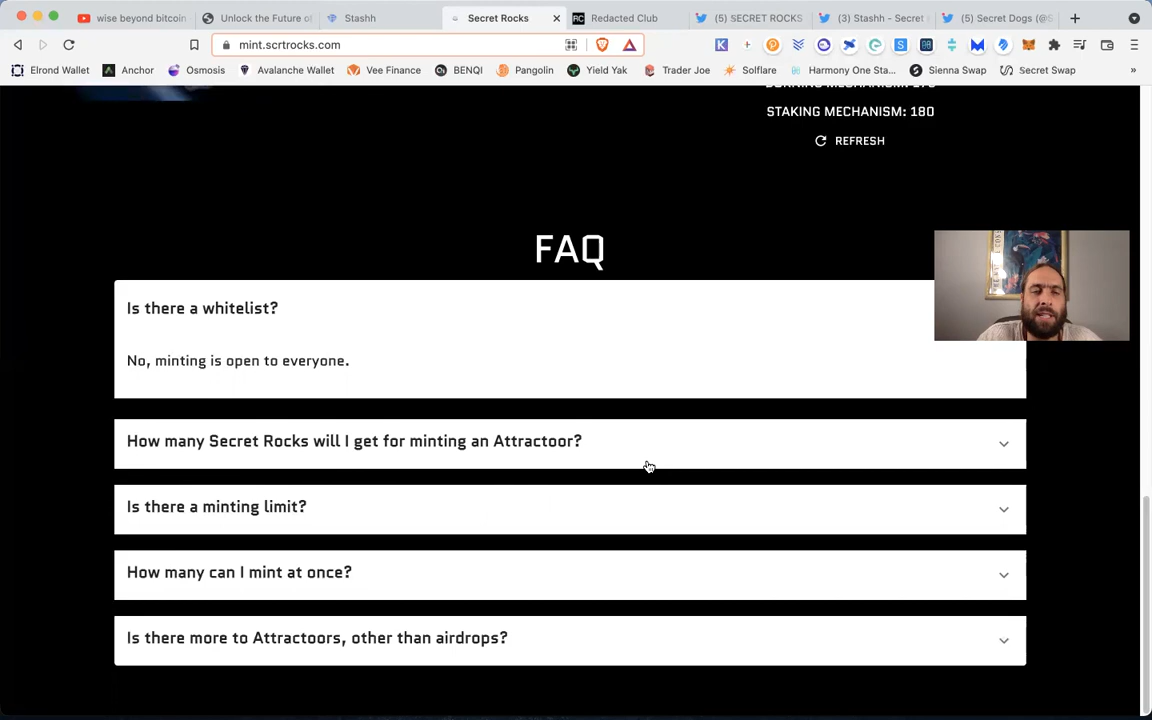 wise beyond bitcoin
Unlock the Future of
Stashh
Secret Rocks
Redacted Club
(5) SECRET ROCKS
(3) Stashh - Secret
(5) Secret Dogs (@S
mint.scrtrocks.com
Elrond Wallet
Anchor
Osmosis
Avalanche Wallet
Vee Finance
BENQI
Pangolin
Yield Yak
Trader Joe
Solflare
Harmony One Sta...
Sienna Swap
Secret Swap
STAKING MECHANISM: 180
REFRESH
FAQ
Is there a whitelist?
No, minting is open to everyone.
How many Secret Rocks will I get for minting an Attractoor?
Is there a minting limit?
How many can I mint at once?
Is there more to Attractoors, other than airdrops?